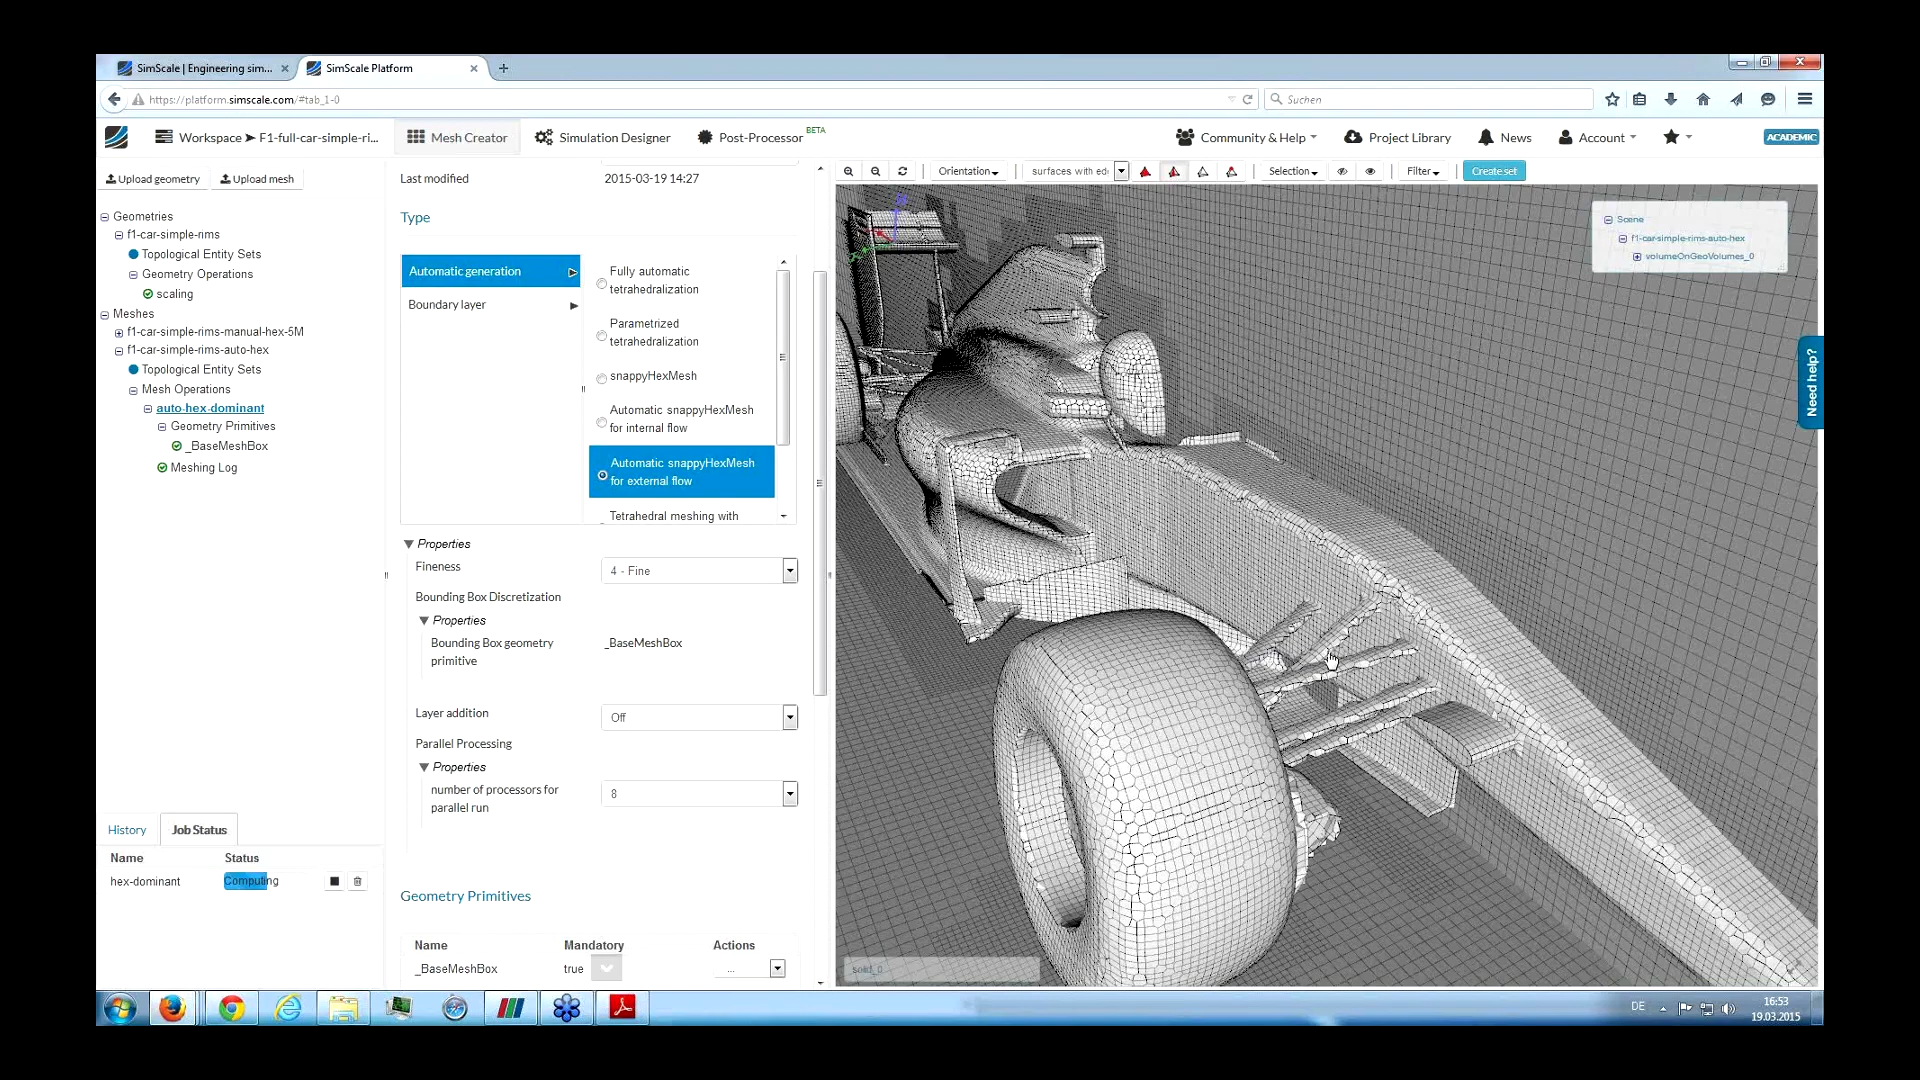 SimScale | Engineering sim...
SimScale Platform
https://platform.simscale.com/#tab_1-0
Suchen
Workspace ➤ F1-full-car-simple-ri...
Mesh Creator
Simulation Designer
Post-Processor BETA
Community & Help
Project Library
News
Account
ACADEMIC
Upload geometry
Upload mesh
Last modified
2015-03-19 14:27
Orientation
surfaces with ed
Selection
Filter
Create set
Geometries
f1-car-simple-rims
Topological Entity Sets
Geometry Operations
scaling
Meshes
f1-car-simple-rims-manual-hex-5M
f1-car-simple-rims-auto-hex
Topological Entity Sets
Mesh Operations
auto-hex-dominant
Geometry Primitives
_BaseMeshBox
Meshing Log
History
Job Status
Name
Status
hex-dominant
Computing
Type
Automatic generation
Boundary layer
Fully automatic
tetrahedralization
Parametrized
tetrahedralization
snappyHexMesh
Automatic snappyHexMesh
for internal flow
Automatic snappyHexMesh
for external flow
Tetrahedral meshing with
Properties
Fineness
4 - Fine
Bounding Box Discretization
Properties
Bounding Box geometry
primitive
_BaseMeshBox
Layer addition
Off
Parallel Processing
Properties
number of processors for
parallel run
8
Geometry Primitives
Name
Mandatory
Actions
_BaseMeshBox
true
...
Scene
f1-car-simple-rims-auto-hex
volumeOnGeoVolumes_0
Need help?
solid_0
DE
16:53
19.03.2015